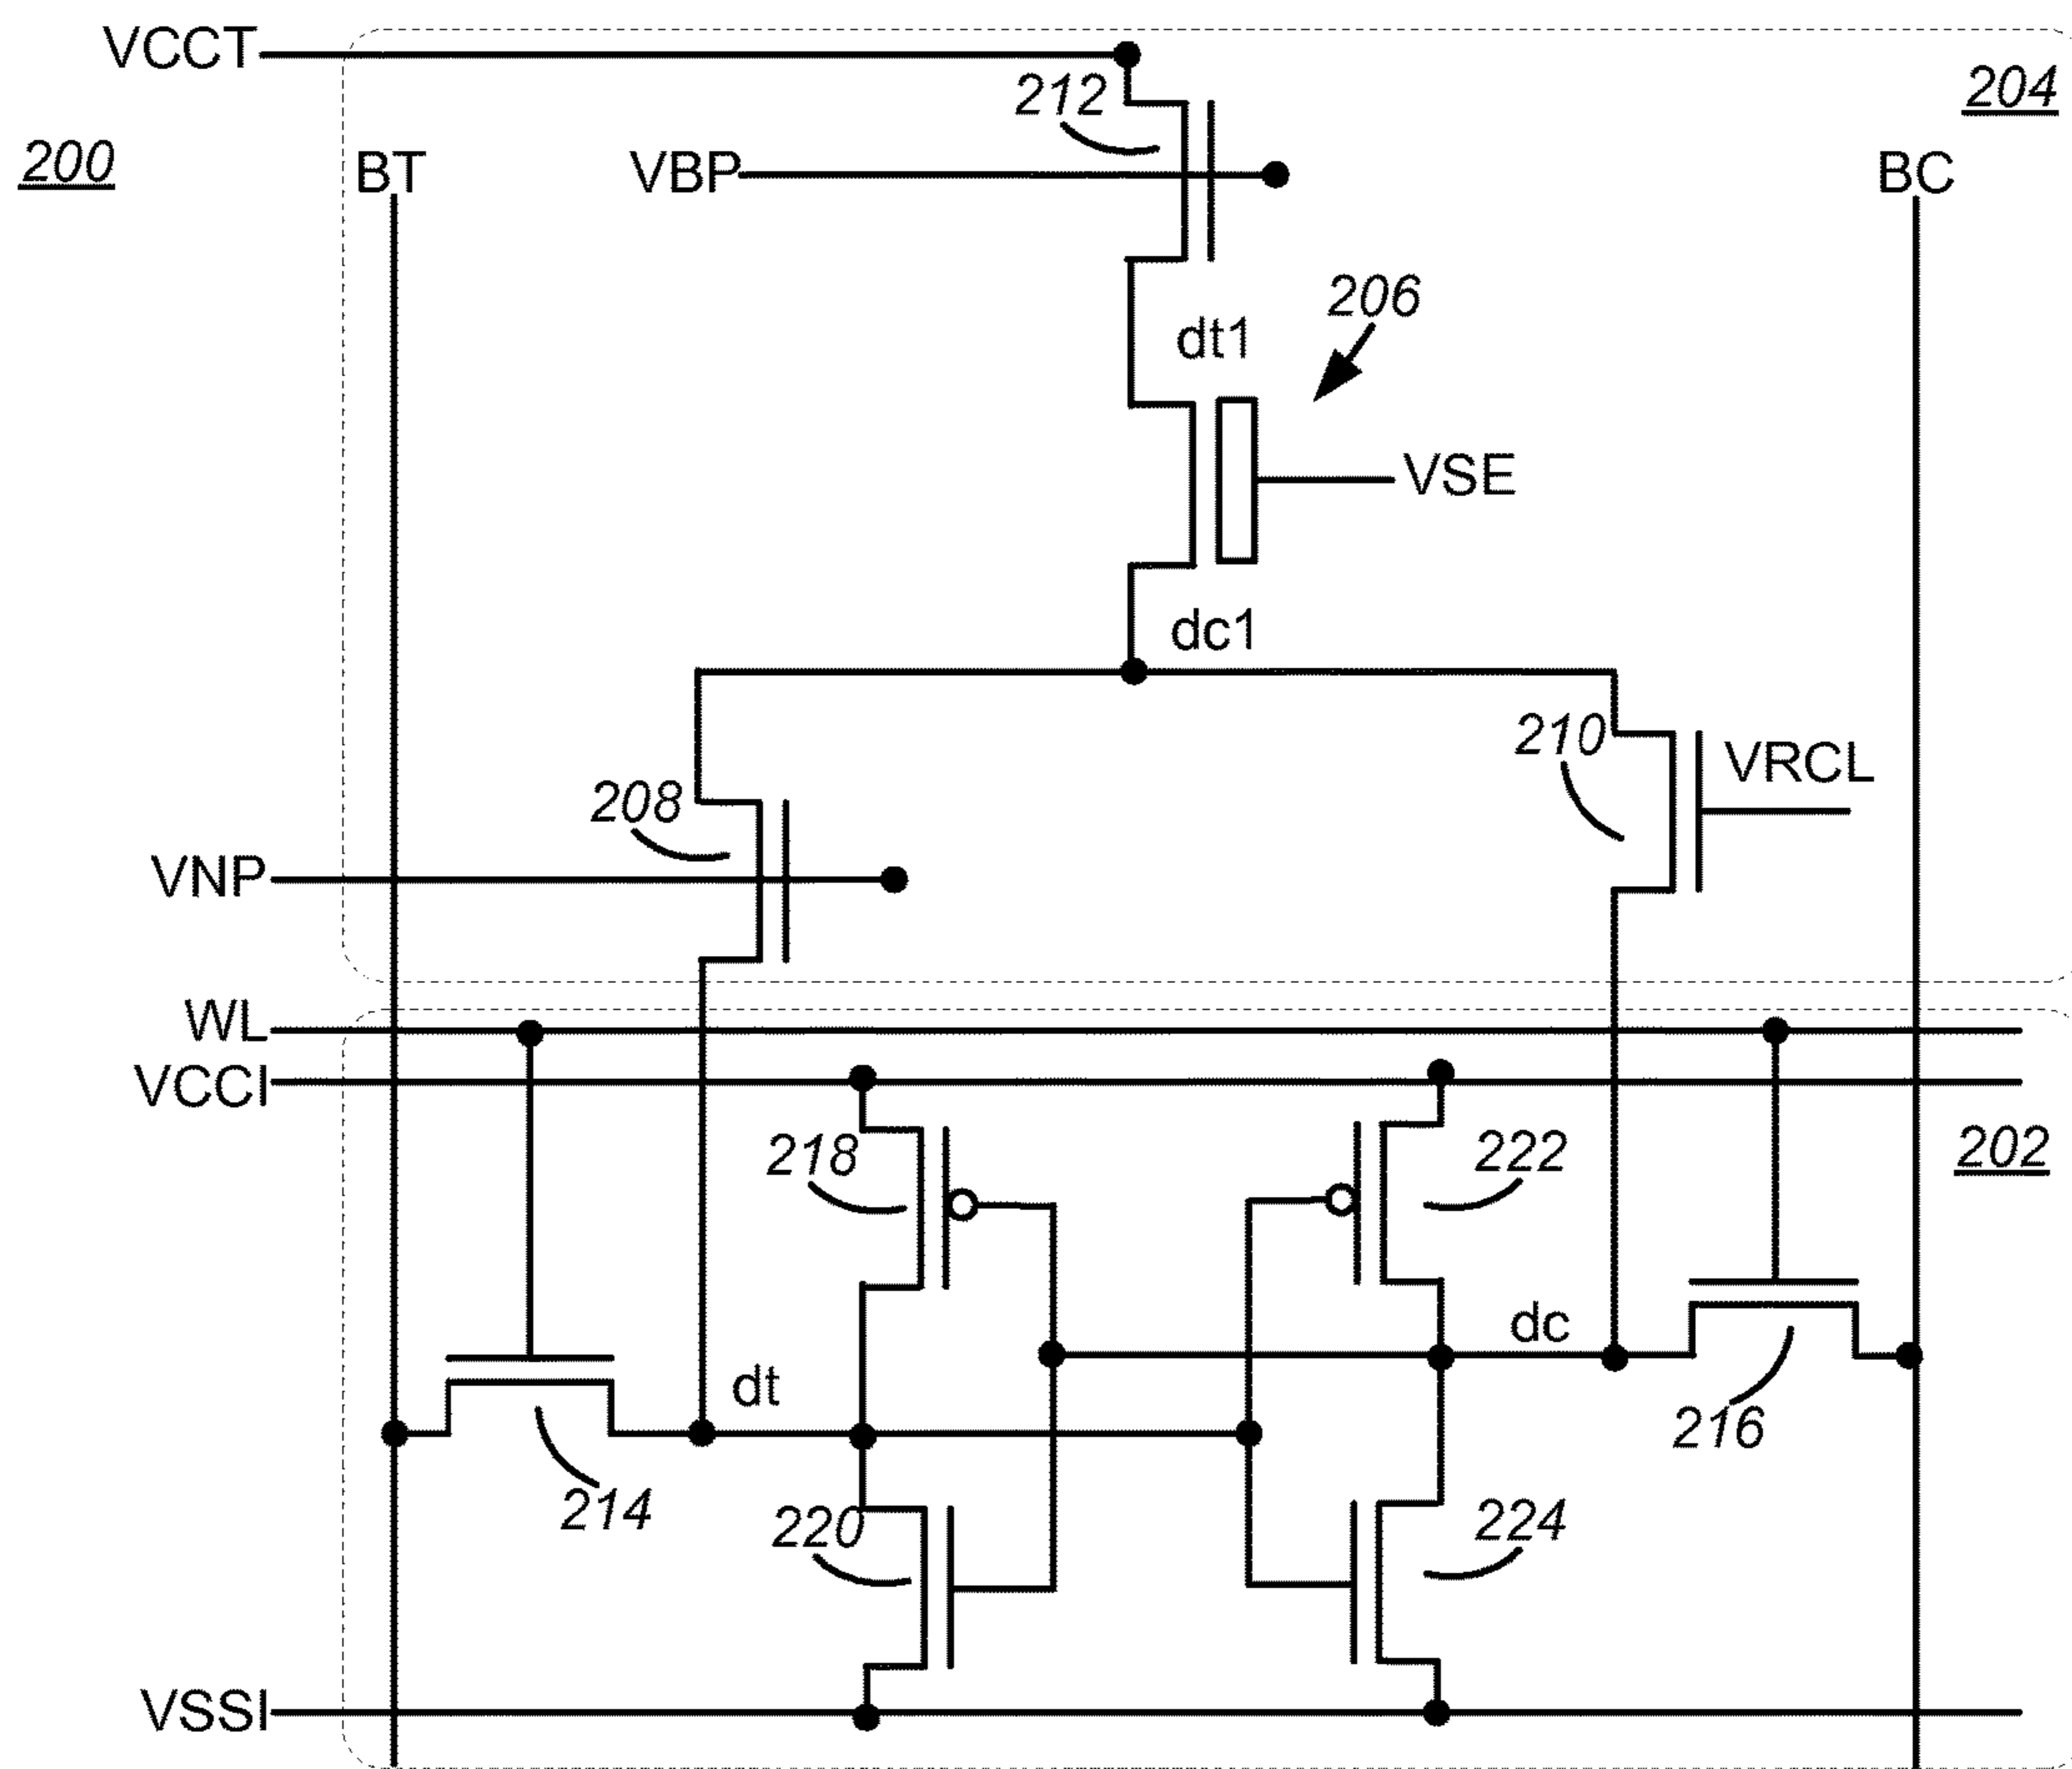 VCCT
212
204
200
BT
VBP
BC
206
dt1
VSE
dc1
210
VRCL
208
VNP
WL
VCCI
218
222
202
dc
dt
216
214
220
224
VSSI